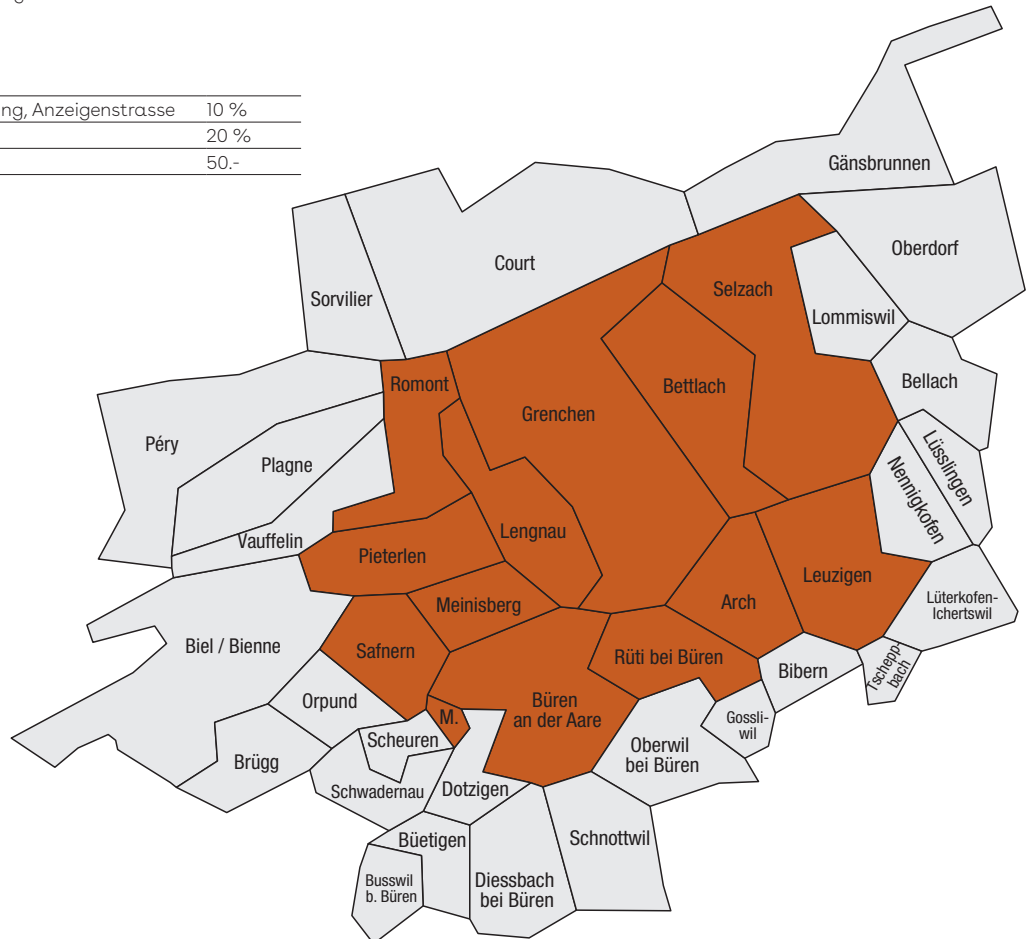 ng, Anzeigenstrasse 10 %
20 %
50.-
Gänsbrunnen
Oberdorf
Court
Sorvilier
Selzach
Lommiswil
Bellach
Romont
Bettlach
Grenchen
Péry
Plagne
Lüsslingen
Nennigkofen
Vauffelin
Lengnau
Pieterlen
Leuzigen
Meinisberg
Arch
Lüterkofen-
Ichertswil
Biel / Bienne
Safnern
Rüti bei Büren
Bibern
Tschepp-
bach
Orpund
Büren
an der Aare
M.
Gossli-
wil
Scheuren
Oberwil
bei Büren
Brügg
Schwadernau
Dotzigen
Büetigen
Schnottwil
Busswil
b. Büren
Diessbach
bei Büren